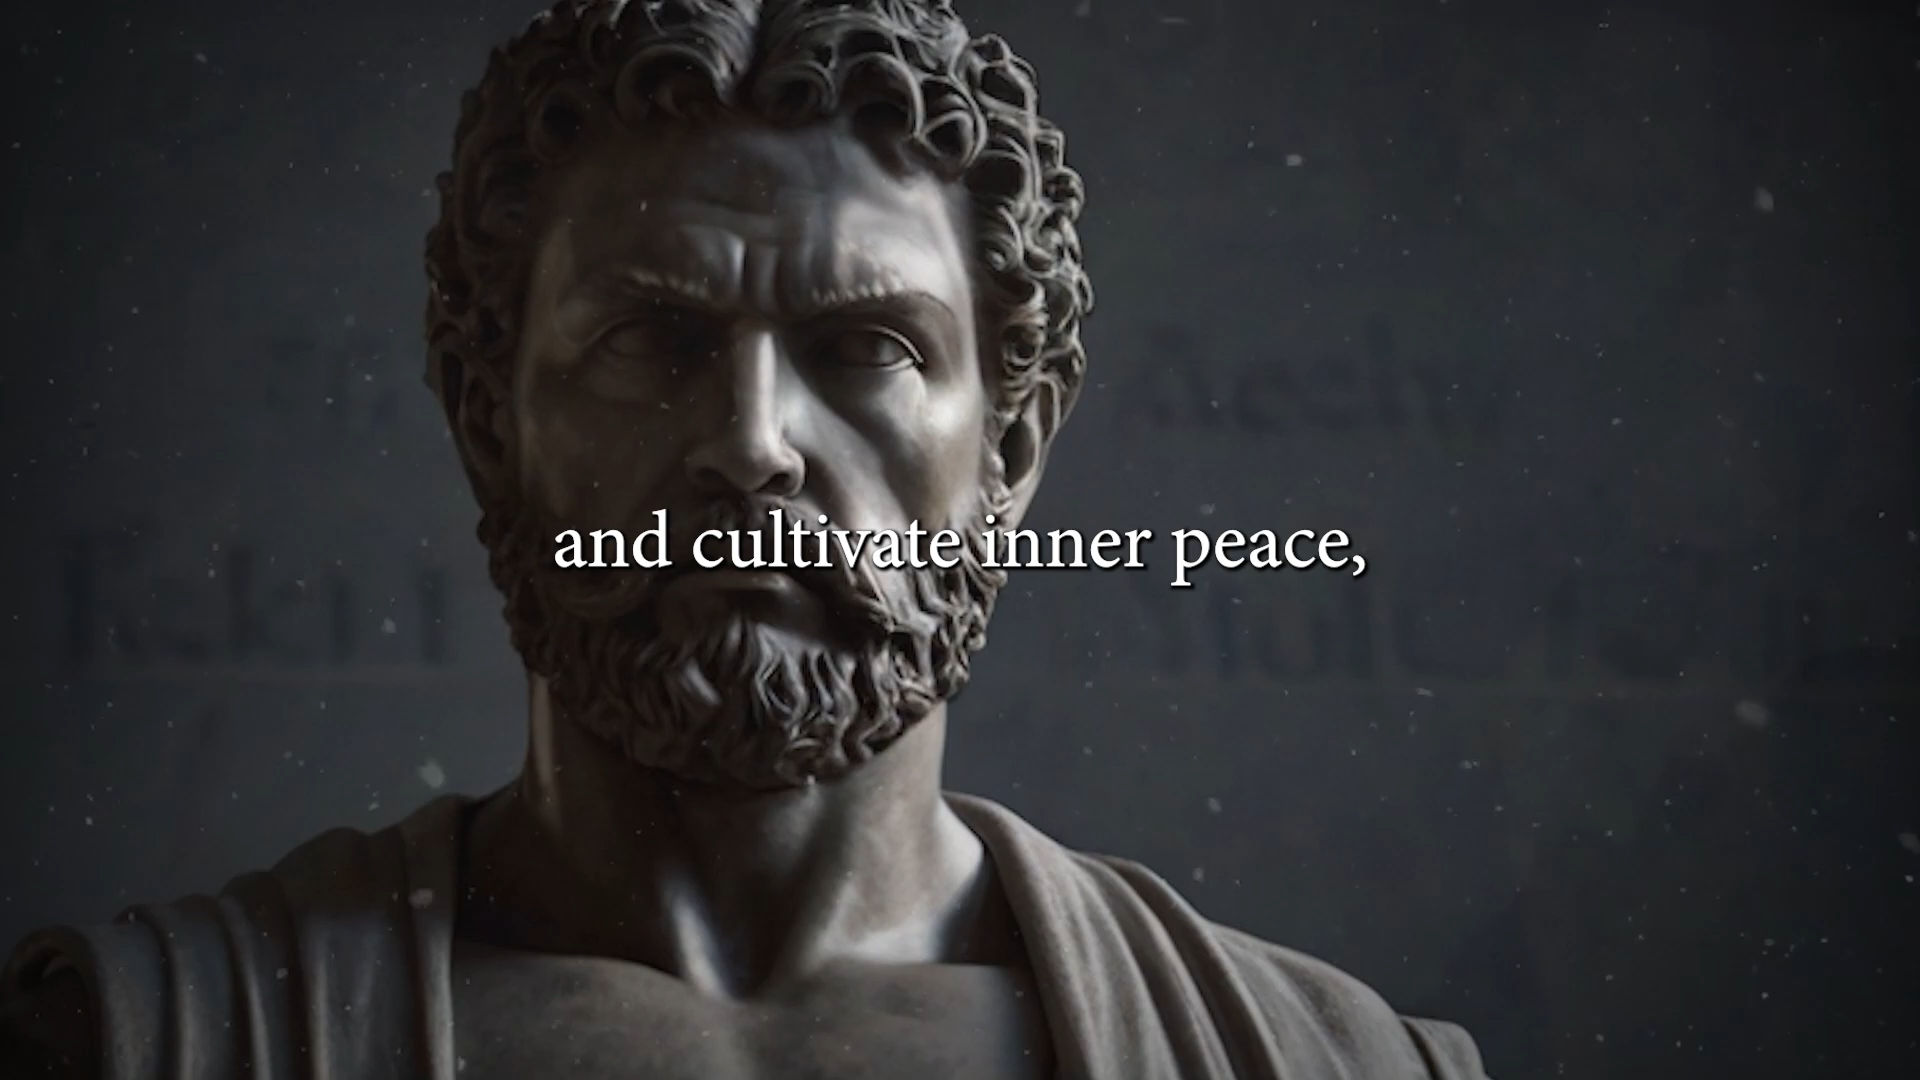 and cultivate inner peace,